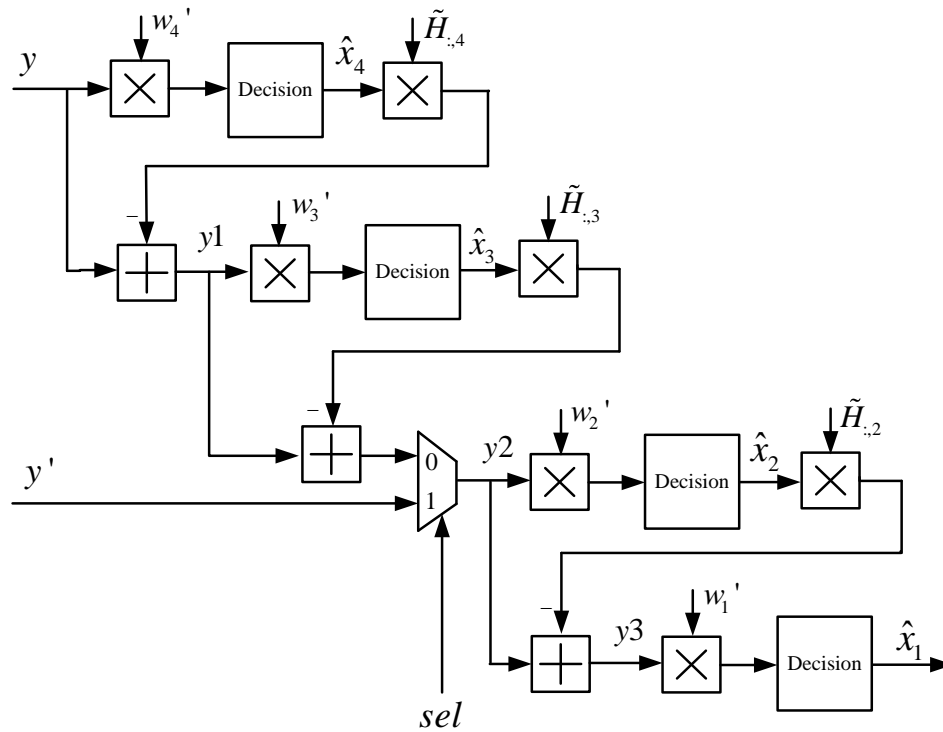 w₄'
H̃:,₄
y
x̂₄
Decision
×
×
−
w₃'
H̃:,₃
y1
x̂₃
Decision
+
×
×
−
w₂'
H̃:,₂
0
y2
x̂₂
Decision
+
×
×
y'
1
−
w₁'
y3
x̂₁
Decision
+
×
sel